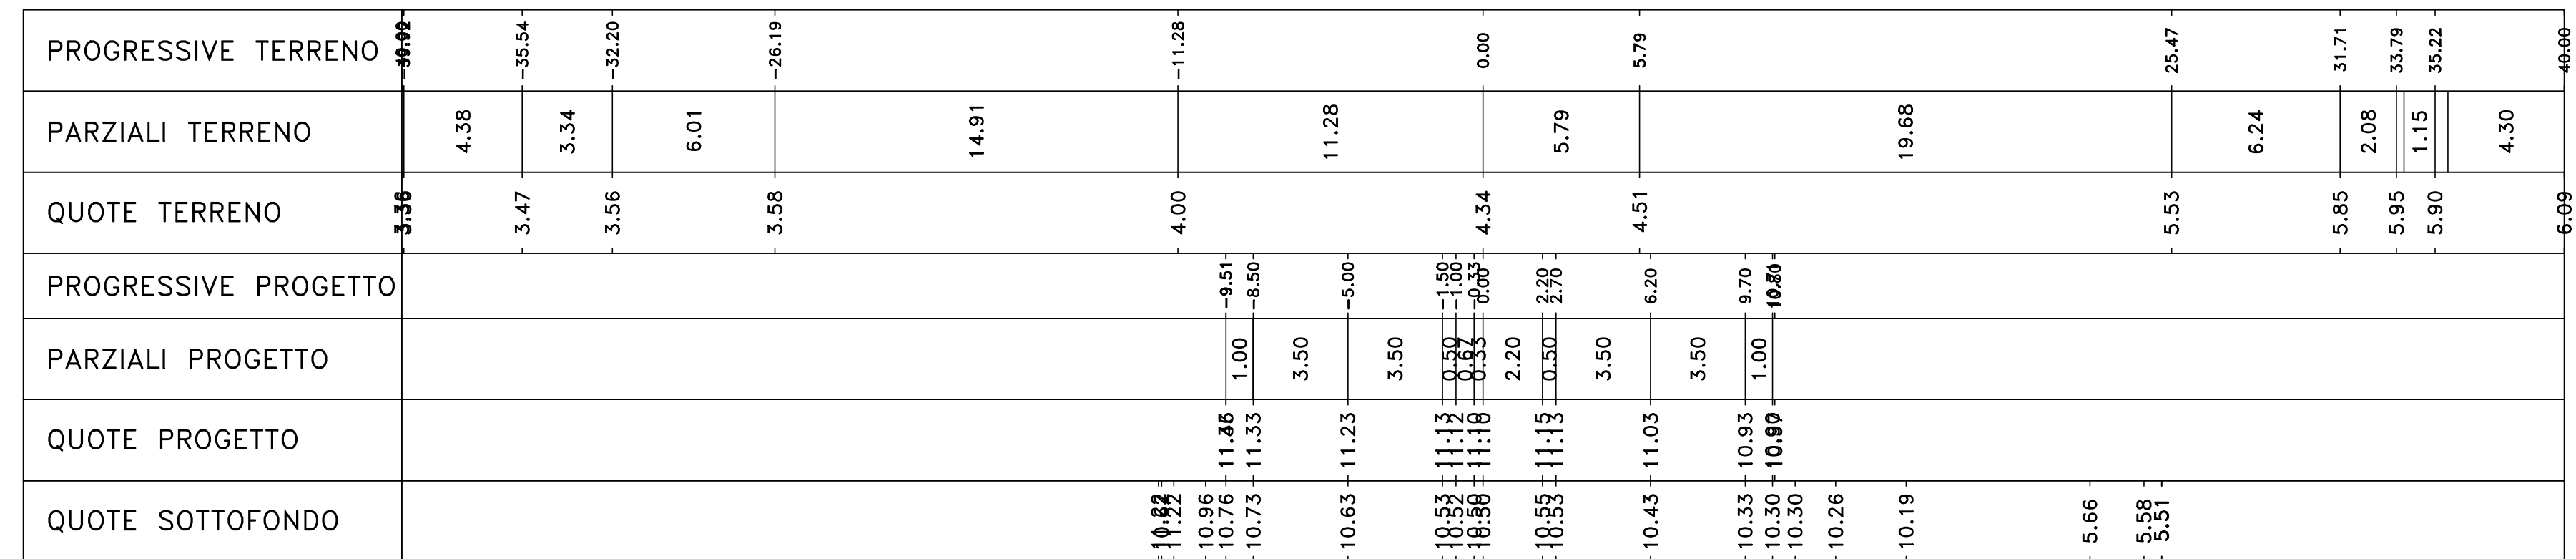 PROGRESSIVE TERRENO -35.54 -32.20 -26.19 -11.28 0.00 5.79 25.47 31.71 33.79 35.22 40.00
PARZIALI TERRENO 4.38 3.34 6.01 14.91 11.28 5.79 19.68 6.24 2.08 1.15 4.30
QUOTE TERRENO 3.47 3.56 3.58 4.00 4.34 4.51 5.53 5.85 5.95 5.90 6.09
PROGRESSIVE PROGETTO -9.51 -8.50 -5.00 -1.50 -1.00 -0.33 0.00 2.20 2.70 6.20 9.70
PARZIALI PROGETTO 1.00 3.50 3.50 0.50 0.67 0.33 2.20 0.50 3.50 3.50 1.00
QUOTE PROGETTO 11.33 11.23 11.13 11.12 11.10 11.10 11.15 11.13 11.03 10.93
QUOTE SOTTOFONDO 11.22 10.96 10.76 10.73 10.63 10.53 10.52 10.50 10.50 10.55 10.53 10.43 10.33 10.30 10.30 10.26 10.19 5.66 5.58 5.51